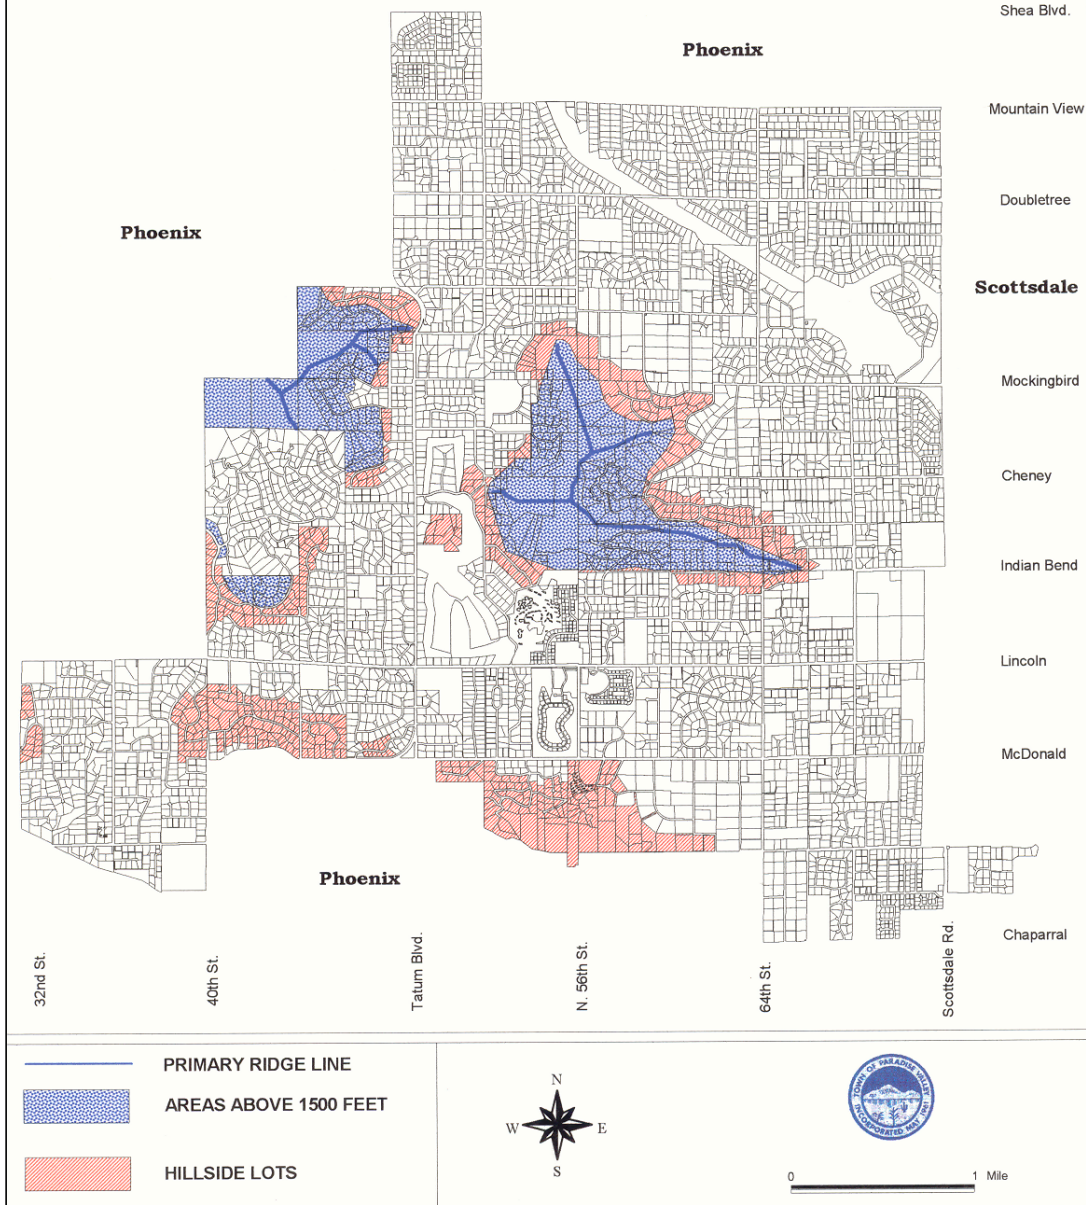 Shea Blvd.
Phoenix
Mountain View
Doubletree
Phoenix
Scottsdale
Mockingbird
Cheney
Indian Bend
Lincoln
McDonald
Phoenix
Chaparral
32nd St.
40th St.
Tatum Blvd.
N. 56th St.
64th St.
Scottsdale Rd.
PRIMARY RIDGE LINE
AREAS ABOVE 1500 FEET
HILLSIDE LOTS
N
W E
S
TOWN OF PARADISE VALLEY
INCORPORATED MAY 1961
0 1 Mile